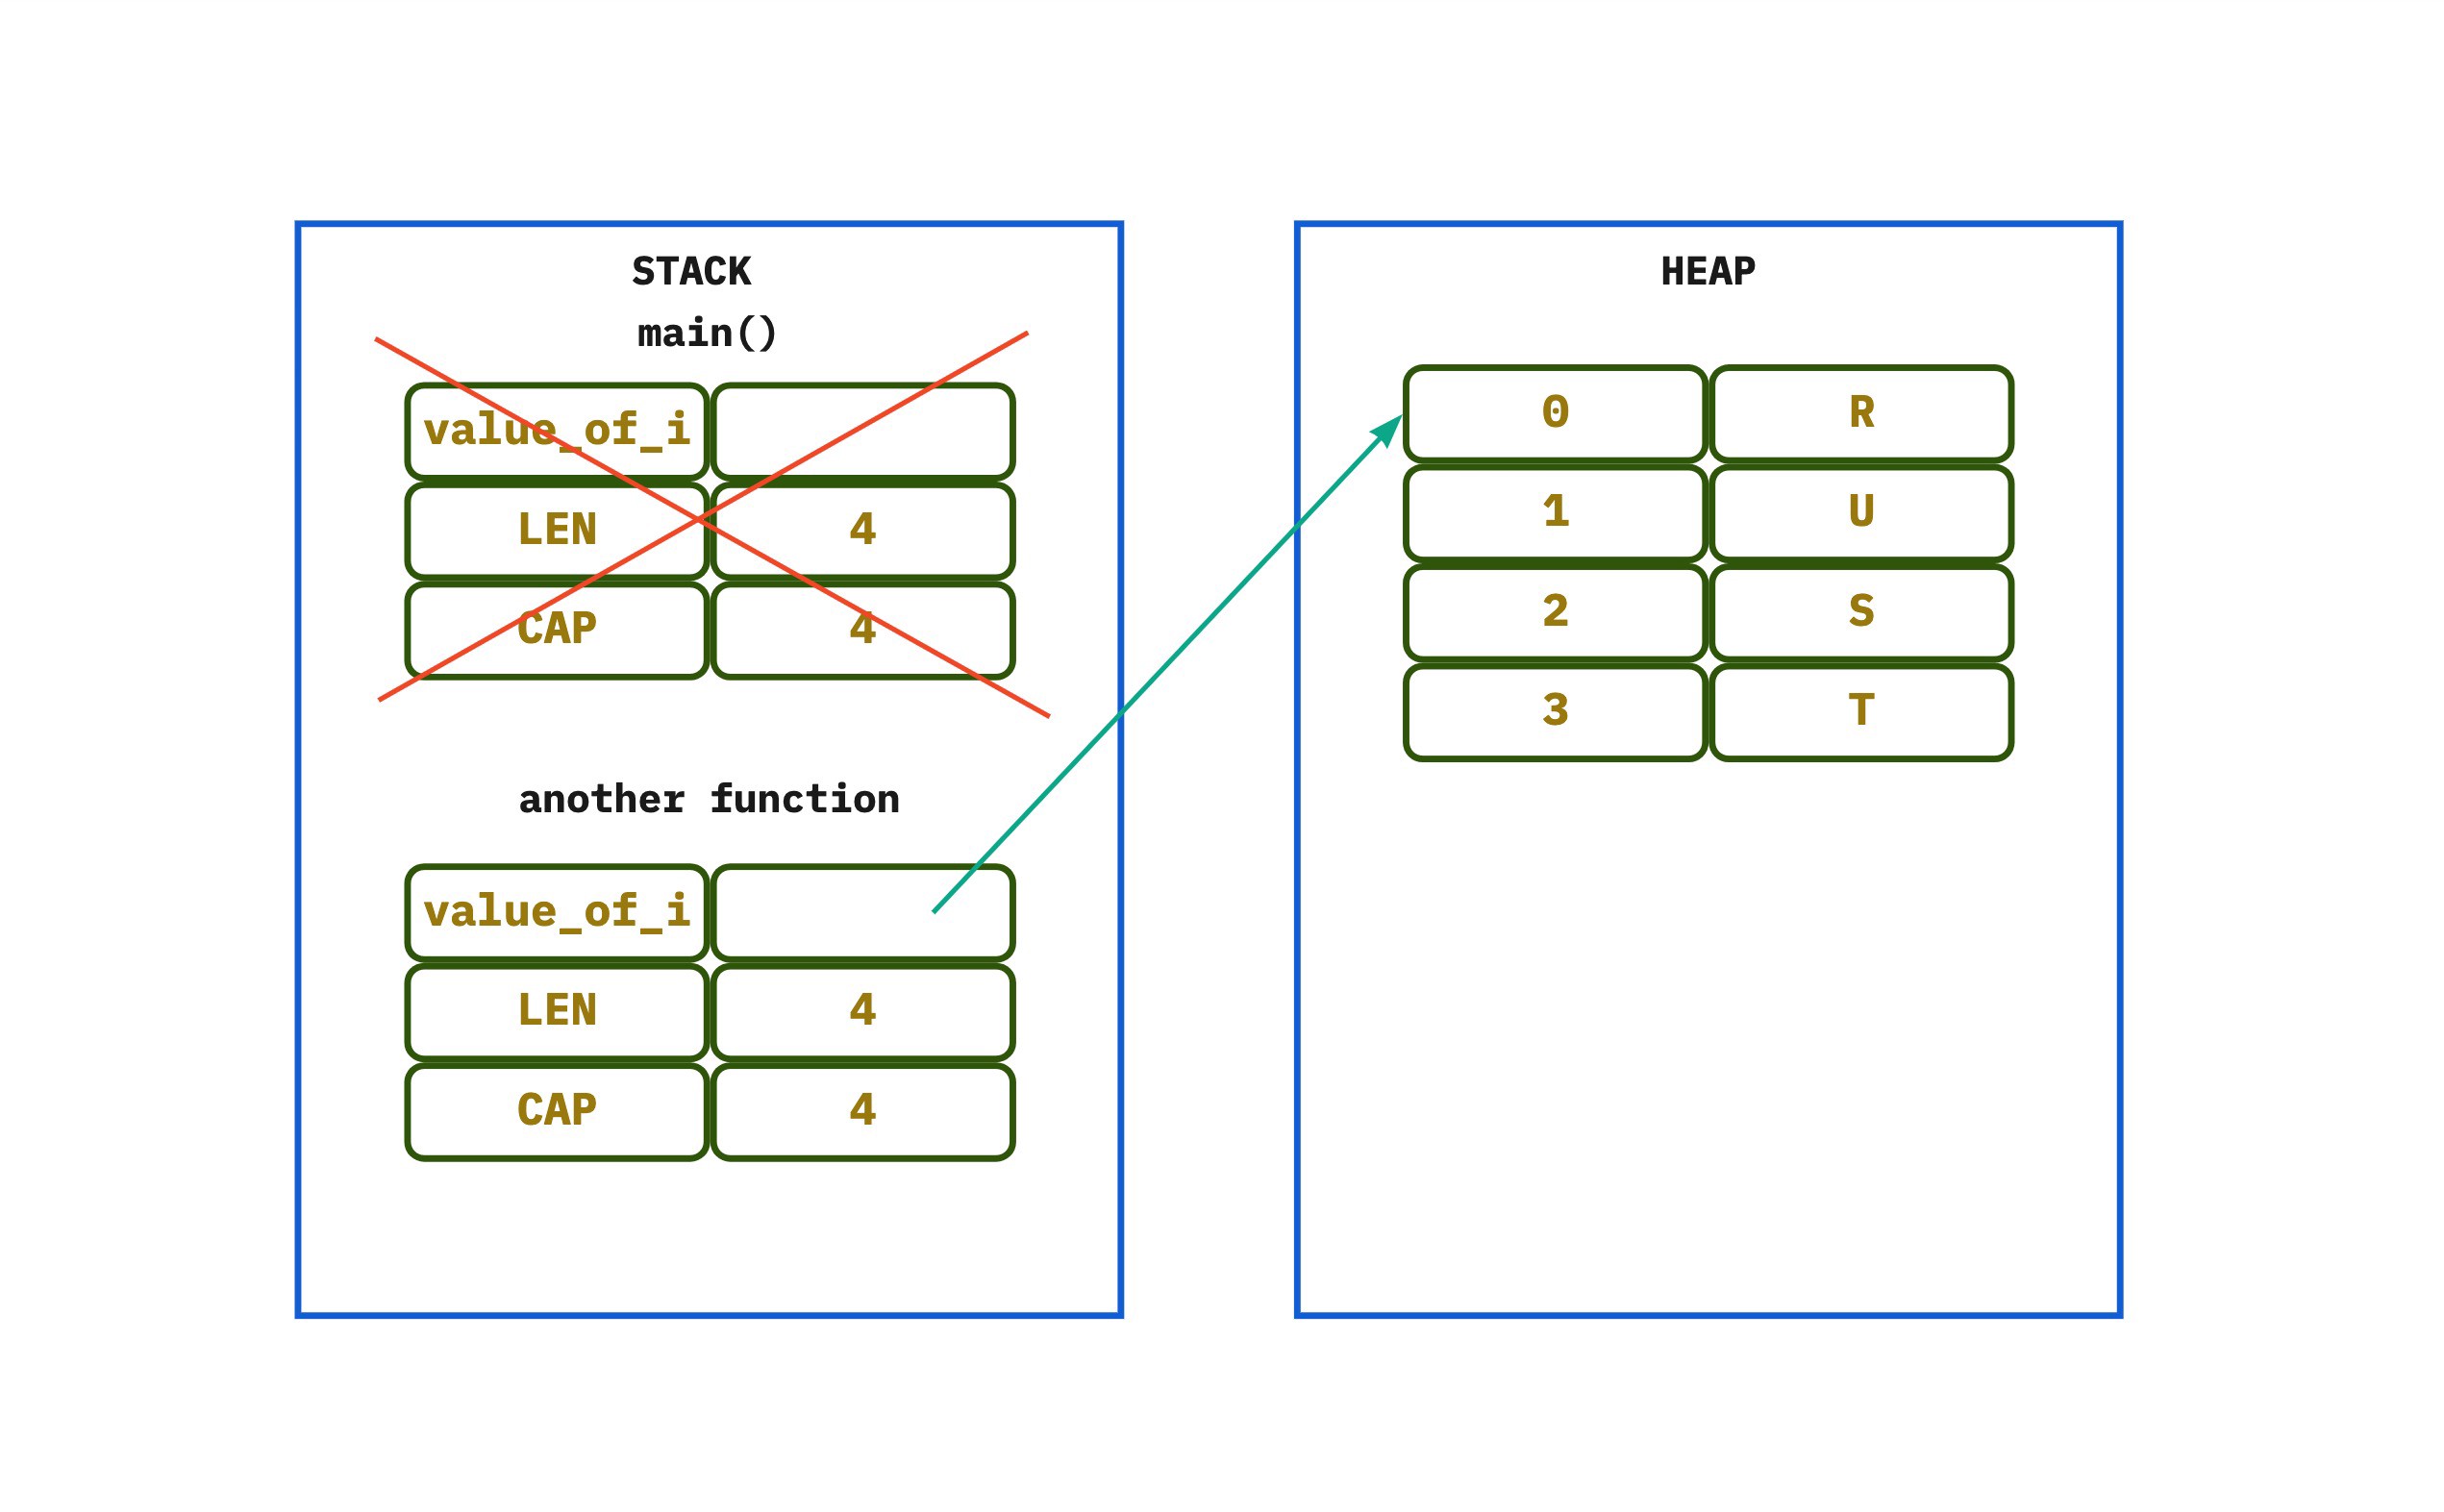 STACK
main()
value_of_i
LEN 4
CAP 4
another function
value_of_i
LEN 4
CAP 4
HEAP
0 R
1 U
2 S
3 T